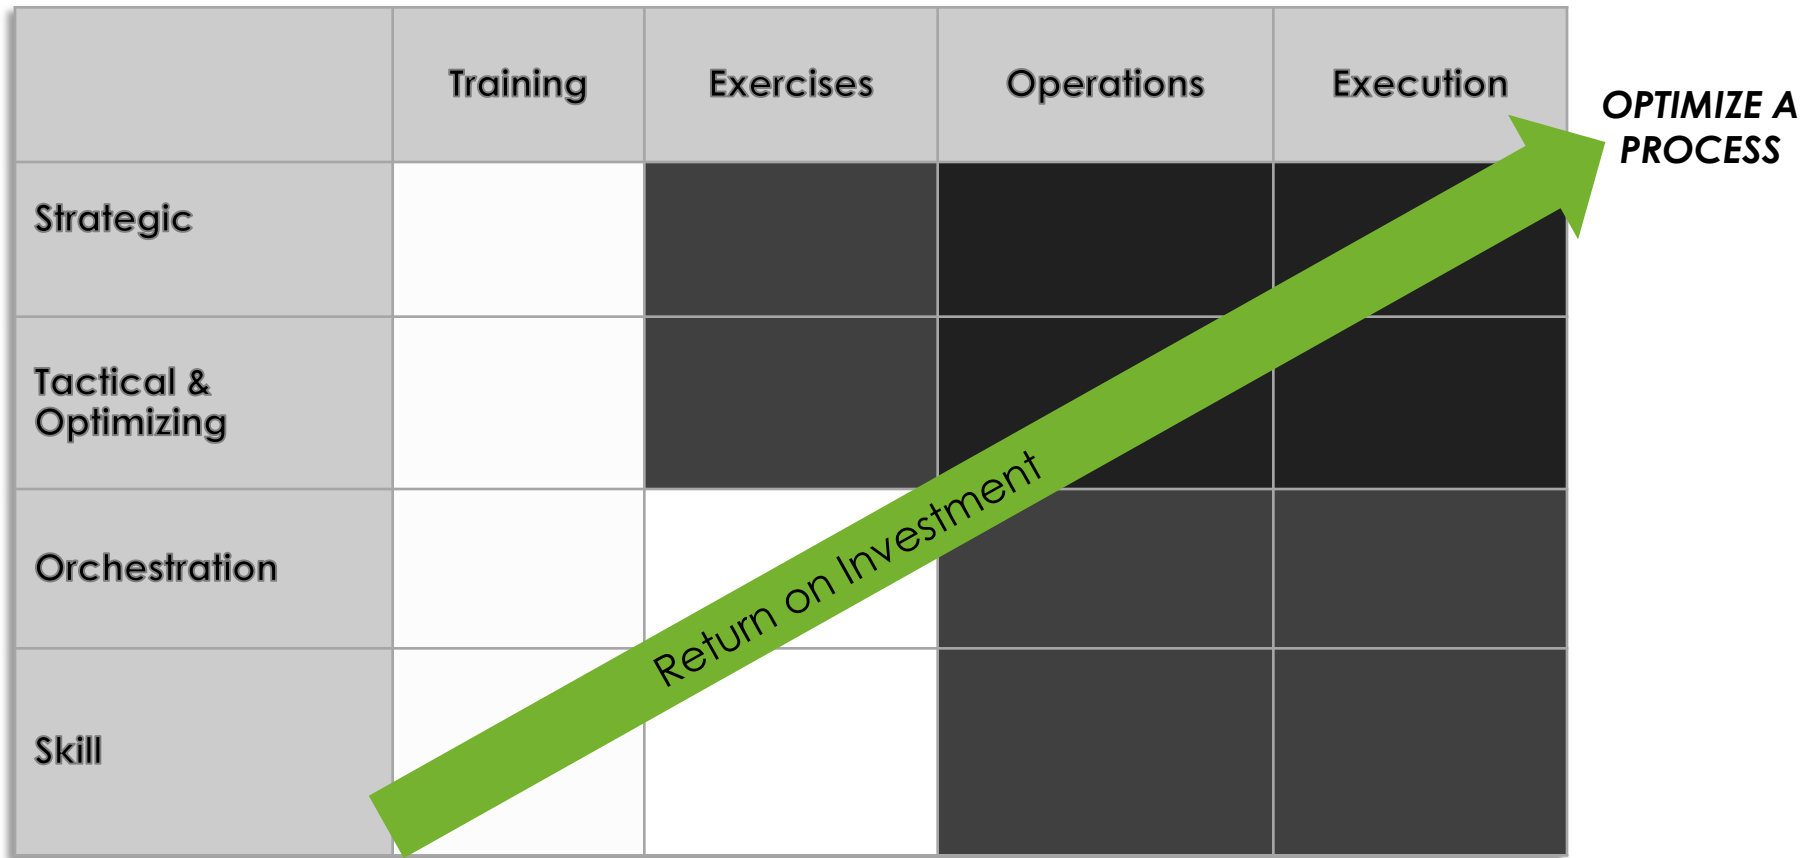 Training
Exercises
Operations
Execution
OPTIMIZE A
PROCESS
Strategic
Tactical &
Optimizing
Return on Investment
Orchestration
Skill